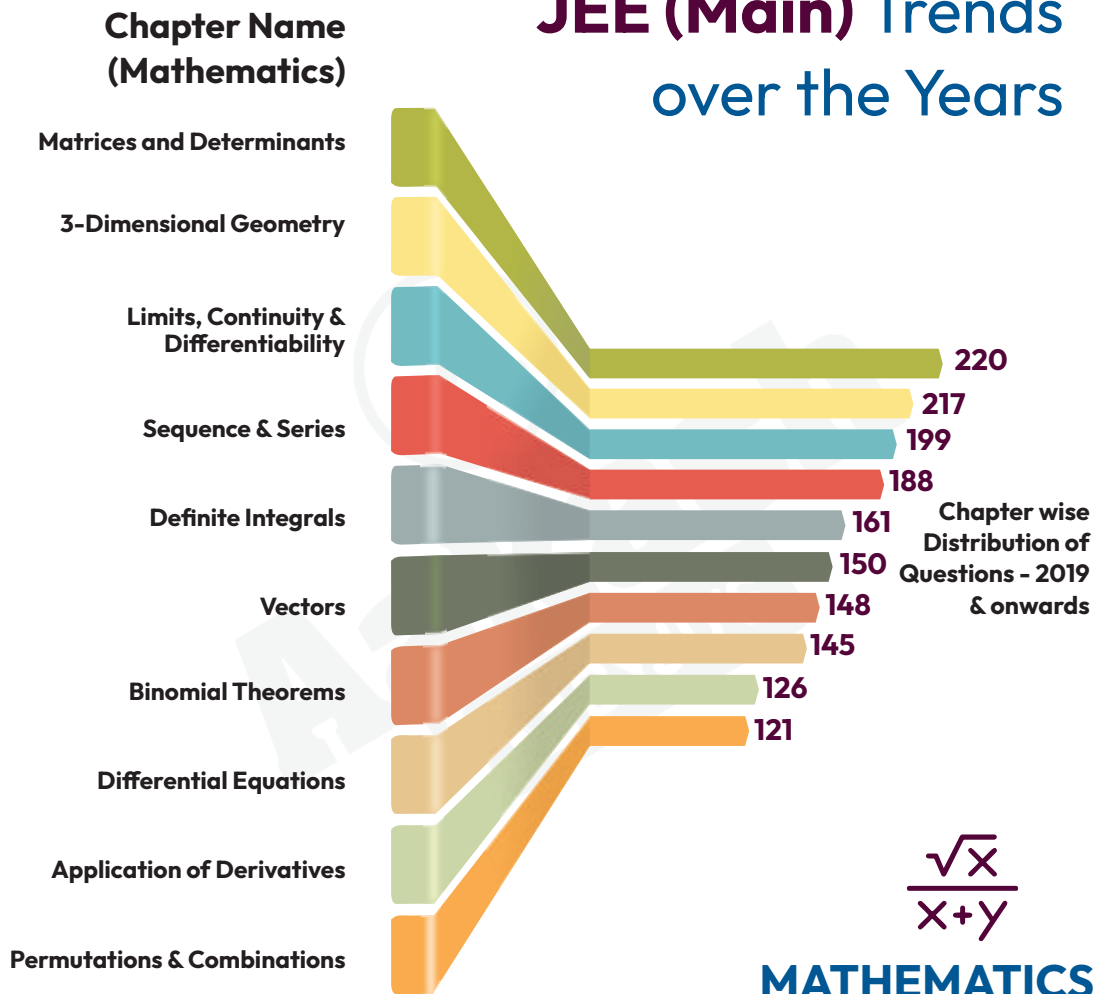 Chapter Name
(Mathematics)
JEE (Main) Trends
over the Years
Matrices and Determinants
3-Dimensional Geometry
Limits, Continuity &
Differentiability
Sequence & Series
Definite Integrals
Vectors
Binomial Theorems
Differential Equations
Application of Derivatives
Permutations & Combinations
220
217
199
188
161
150
148
145
126
121
Chapter wise
Distribution of
Questions - 2019
& onwards
√x
x+y
MATHEMATICS